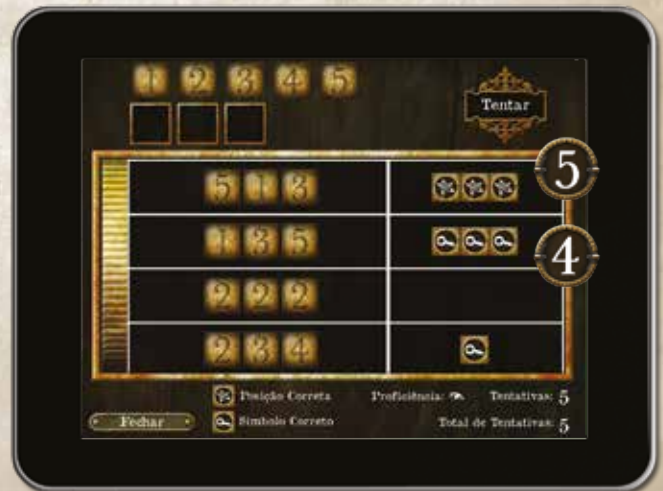 1 2 3 4 5
Tentar
5 1 3
5
1 3 5
4
2 2 2
2 3 4
Posição Correta
Proficiência:
Tentativas: 5
Fechar
Símbolo Correto
Total de Tentativas: 5